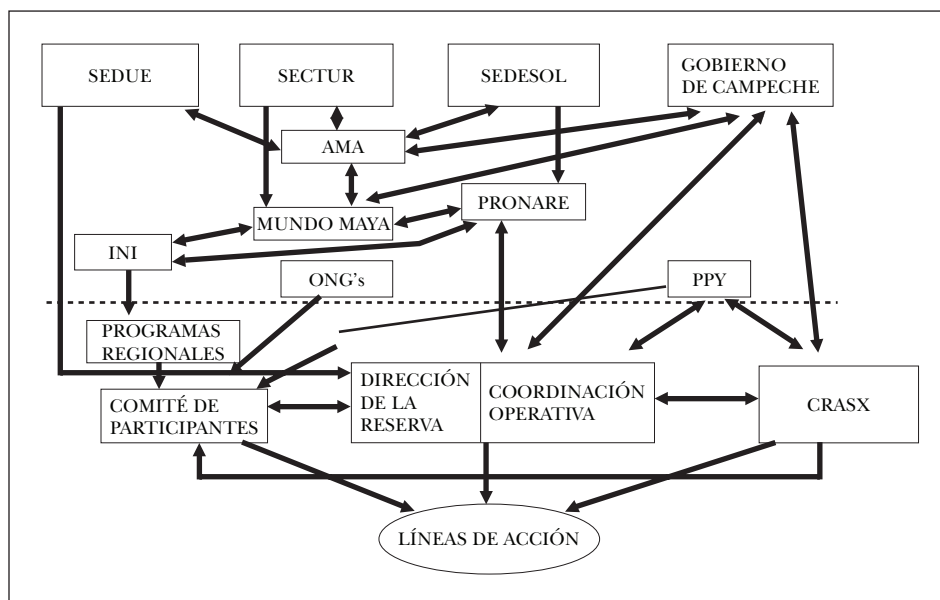 SEDUE
SECTUR
SEDESOL
GOBIERNO
DE CAMPECHE
AMA
PRONARE
MUNDO MAYA
INI
ONG's
PPY
PROGRAMAS
REGIONALES
COMITÉ DE
PARTICIPANTES
DIRECCIÓN
DE LA
RESERVA
COORDINACIÓN
OPERATIVA
CRASX
LÍNEAS DE ACCIÓN